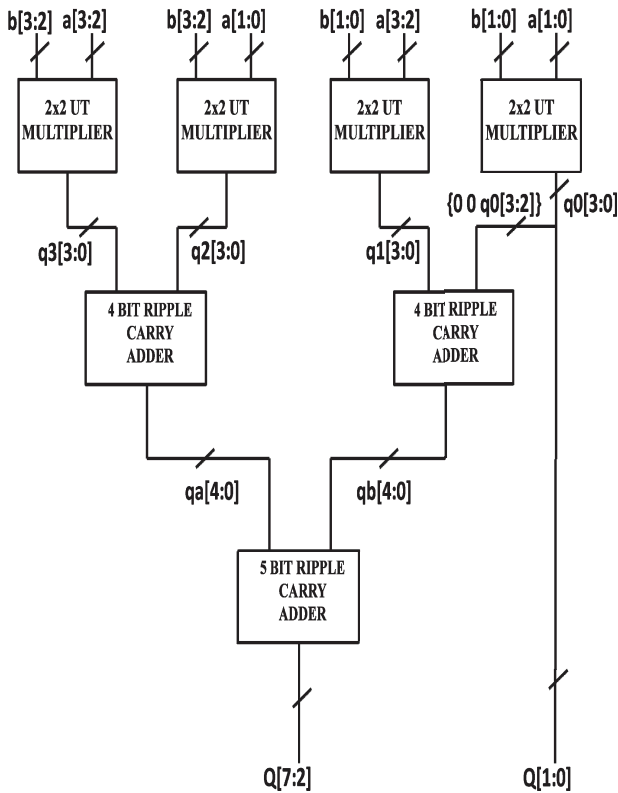 b[3:2] a[3:2] b[3:2] a[1:0] b[1:0] a[3:2] b[1:0] a[1:0]
2x2 UT
MULTIPLIER
2x2 UT
MULTIPLIER
2x2 UT
MULTIPLIER
2x2 UT
MULTIPLIER
{0 0 q0[3:2]} q0[3:0]
q3[3:0] q2[3:0] q1[3:0]
4 BIT RIPPLE
CARRY
ADDER
4 BIT RIPPLE
CARRY
ADDER
qa[4:0] qb[4:0]
5 BIT RIPPLE
CARRY
ADDER
Q[7:2] Q[1:0]